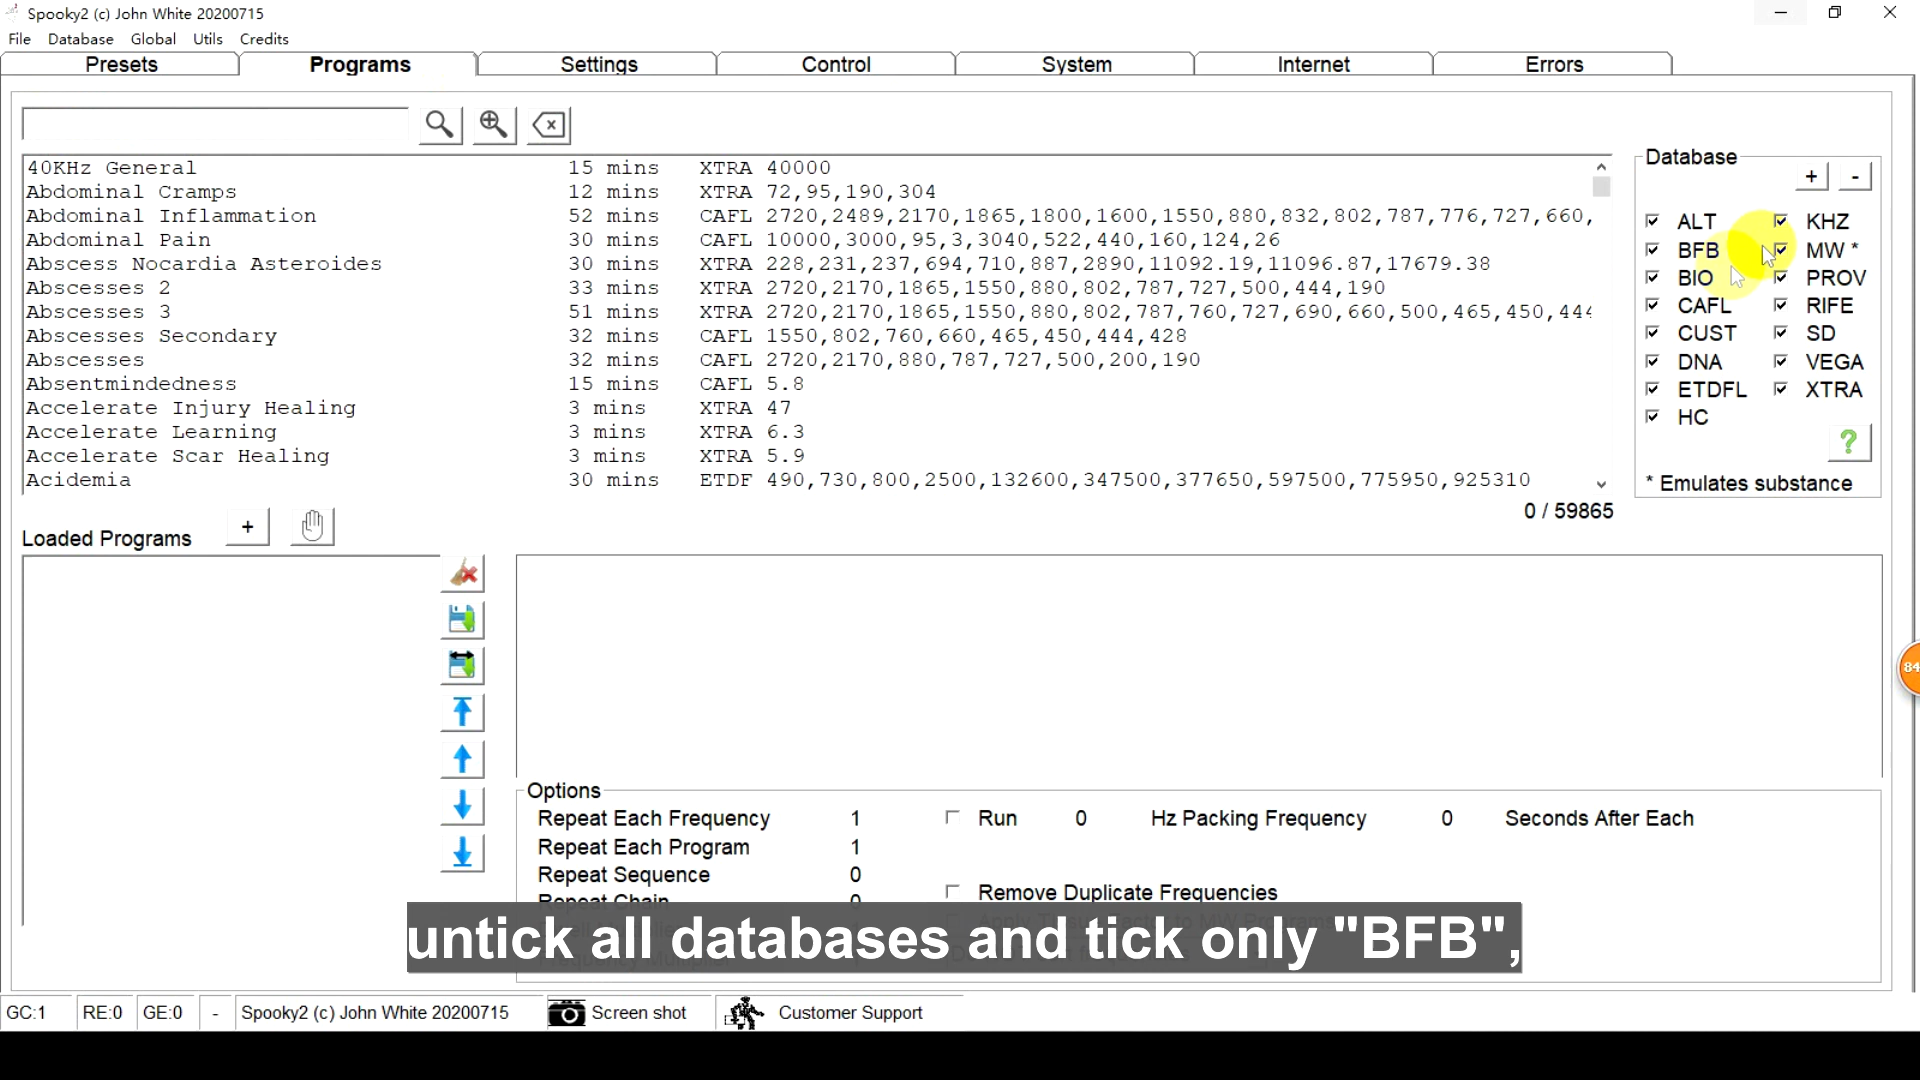 Spooky2 (c) John White 20200715
File Database Global Utils Credits
Presets Programs Settings Control System Internet Errors
40KHz General 15 mins XTRA 40000
Abdominal Cramps 12 mins XTRA 72,95,190,304
Abdominal Inflammation 52 mins CAFL 2720,2489,2170,1865,1800,1600,1550,880,832,802,787,776,727,660,
Abdominal Pain 30 mins CAFL 10000,3000,95,3,3040,522,440,160,124,26
Abscess Nocardia Asteroides 30 mins XTRA 228,231,237,694,710,887,2890,11092.19,11096.87,17679.38
Abscesses 2 33 mins XTRA 2720,2170,1865,1550,880,802,787,727,500,444,190
Abscesses 3 51 mins XTRA 2720,2170,1865,1550,880,802,787,760,727,690,660,500,465,450,444
Abscesses Secondary 32 mins CAFL 1550,802,760,660,465,450,444,428
Abscesses 32 mins CAFL 2720,2170,880,787,727,500,200,190
Absentmindedness 15 mins CAFL 5.8
Accelerate Injury Healing 3 mins XTRA 47
Accelerate Learning 3 mins XTRA 6.3
Accelerate Scar Healing 3 mins XTRA 5.9
Acidemia 30 mins ETDF 490,730,800,2500,132600,347500,377650,597500,775950,925310
0 / 59865
Database
+ -
ALT KHZ
BFB MW *
BIO PROV
CAFL RIFE
CUST SD
DNA VEGA
ETDFL XTRA
HC
?
* Emulates substance
Loaded Programs +
84
Options
Repeat Each Frequency 1 Run 0 Hz Packing Frequency 0 Seconds After Each
Repeat Each Program 1
Repeat Sequence 0 Remove Duplicate Frequencies
Repeat Chain 0
untick all databases and tick only "BFB",
GC:1 RE:0 GE:0 - Spooky2 (c) John White 20200715 Screen shot Customer Support